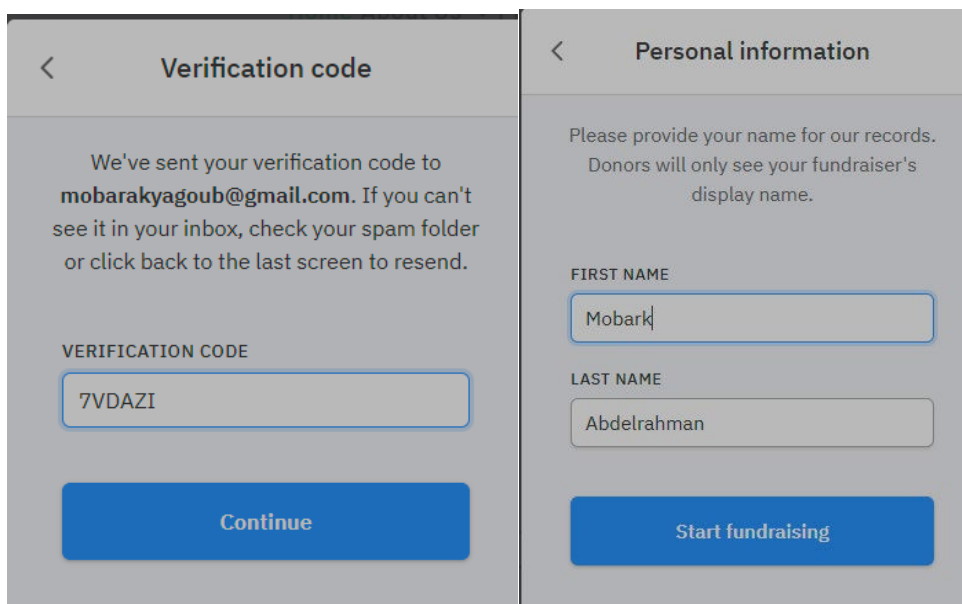 Verification code
We've sent your verification code to
mobarakyagoub@gmail.com. If you can't
see it in your inbox, check your spam folder
or click back to the last screen to resend.
VERIFICATION CODE
7VDAZI
Continue
Personal information
Please provide your name for our records.
Donors will only see your fundraiser's
display name.
FIRST NAME
Mobark
LAST NAME
Abdelrahman
Start fundraising